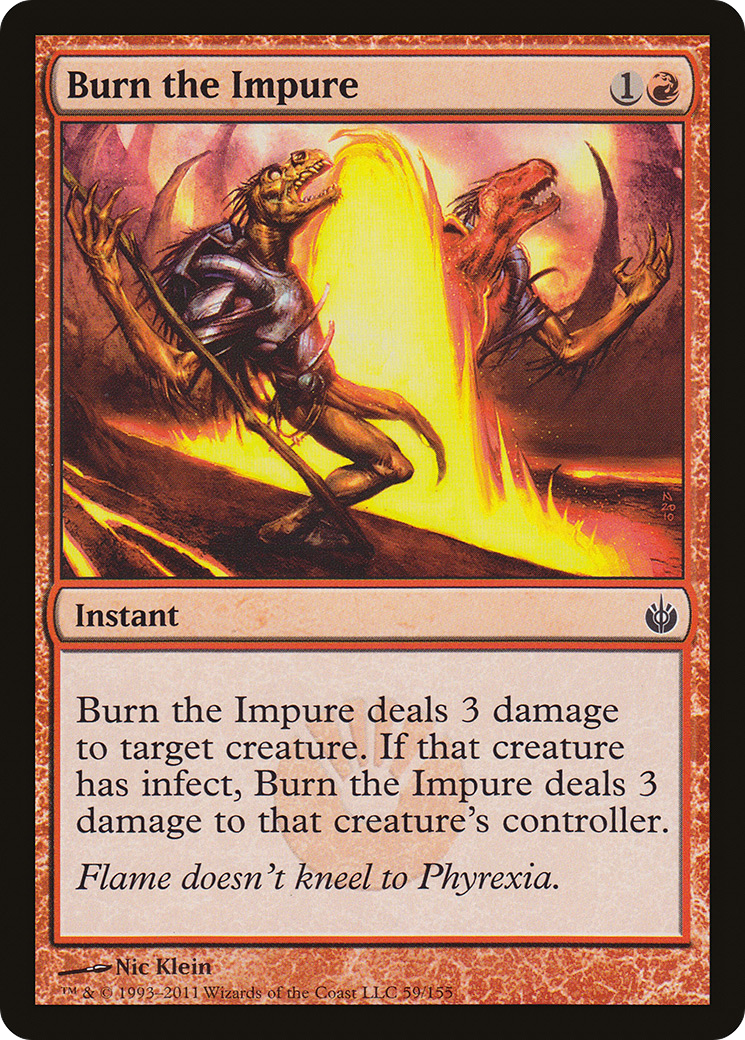 Burn the Impure
1
N
20
10
Instant
Burn the Impure deals 3 damage
to target creature. If that creature
has infect, Burn the Impure deals 3
damage to that creature's controller.
Flame doesn't kneel to Phyrexia.
Nic Klein
™ & © 1993–2011 Wizards of the Coast LLC 59/155